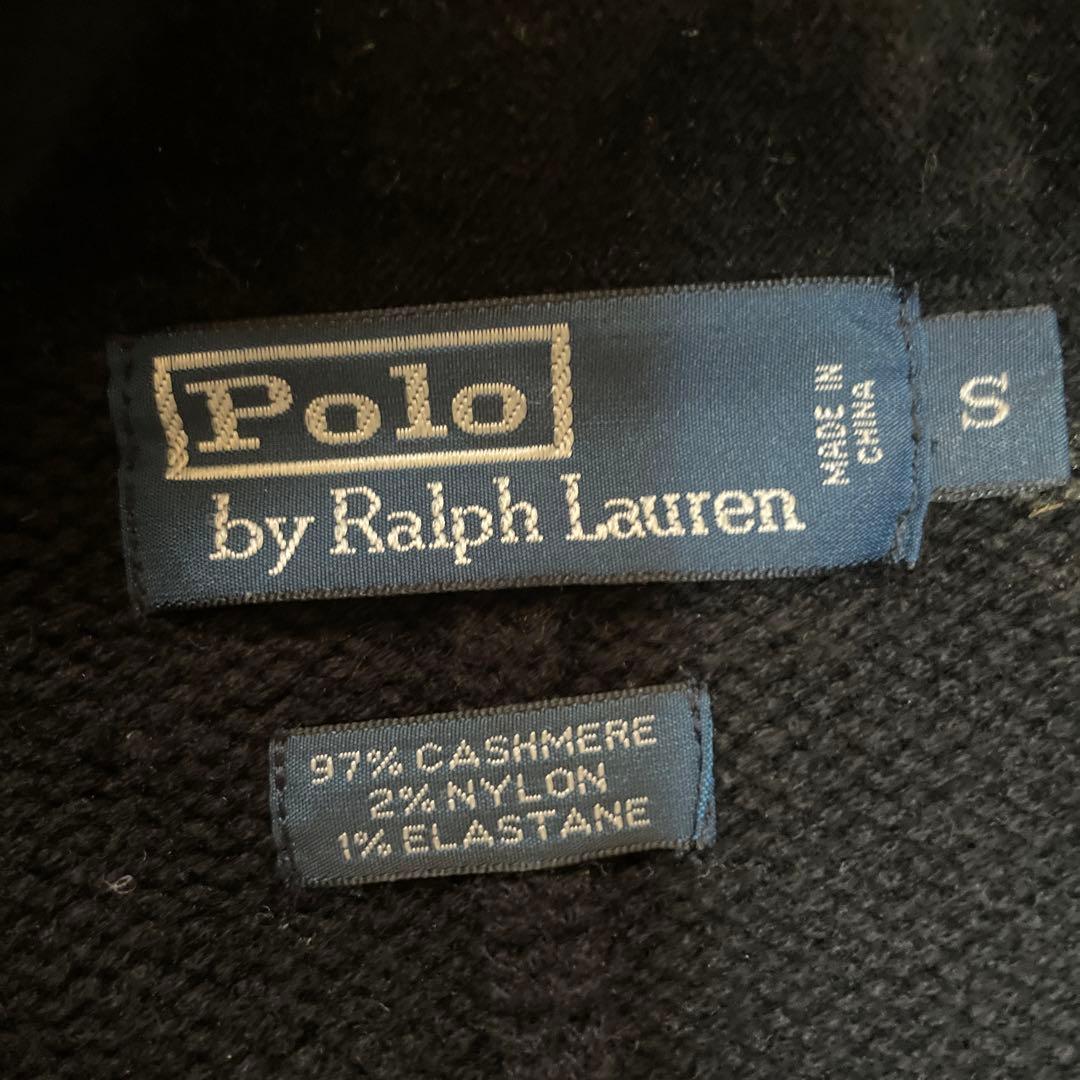 Polo
by Ralph Lauren
MADE IN
CHINA
S
97% CASHMERE
2% NYLON
1% ELASTANE